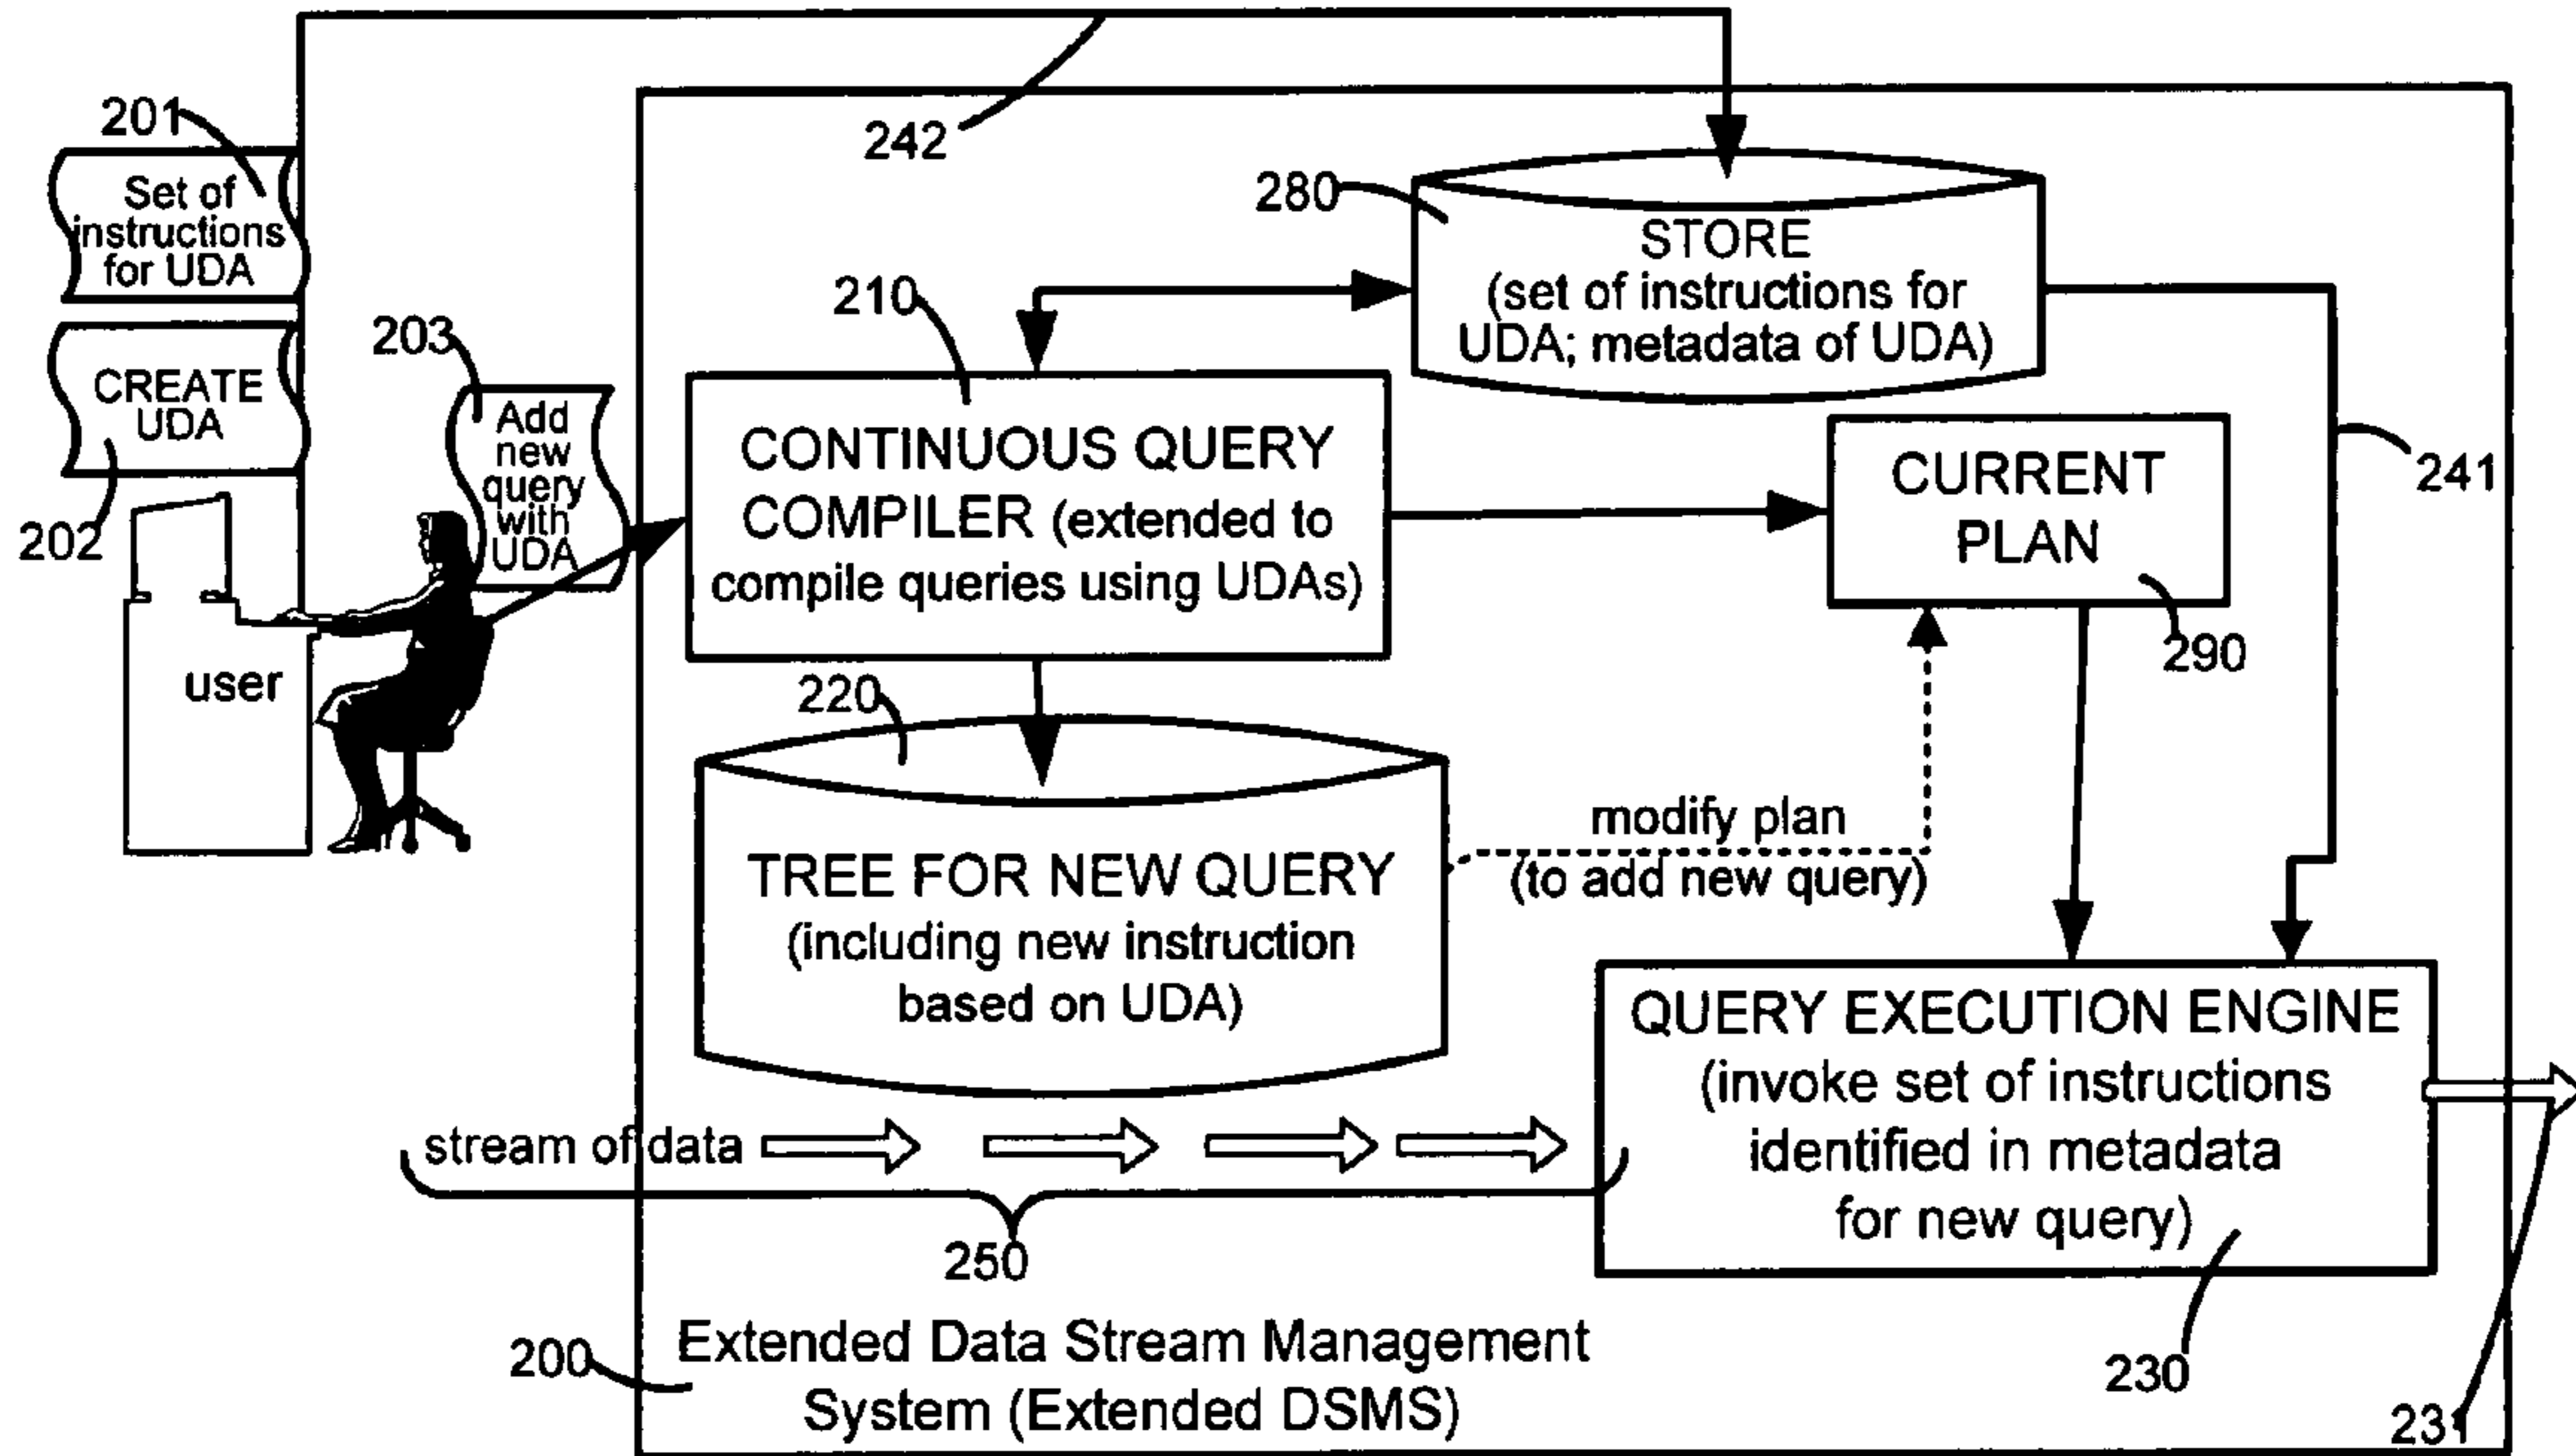 242
201
Set of
instructions
for UDA
280
STORE
(set of instructions for
UDA; metadata of UDA)
210
203
CREATE
UDA
202
Add
new
query
with
UDA
CONTINUOUS QUERY
COMPILER (extended to
compile queries using UDAs)
CURRENT
PLAN
241
290
user
220
TREE FOR NEW QUERY
(including new instruction
based on UDA)
modify plan
(to add new query)
QUERY EXECUTION ENGINE
(invoke set of instructions
identified in metadata
for new query)
stream of data
250
230
231
200
Extended Data Stream Management
System (Extended DSMS)